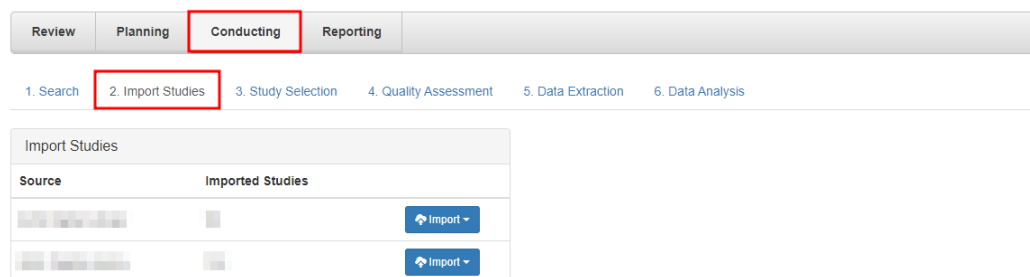 Review Planning Conducting Reporting
1. Search 2. Import Studies 3. Study Selection 4. Quality Assessment 5. Data Extraction 6. Data Analysis
Import Studies
Source Imported Studies
Import
Import